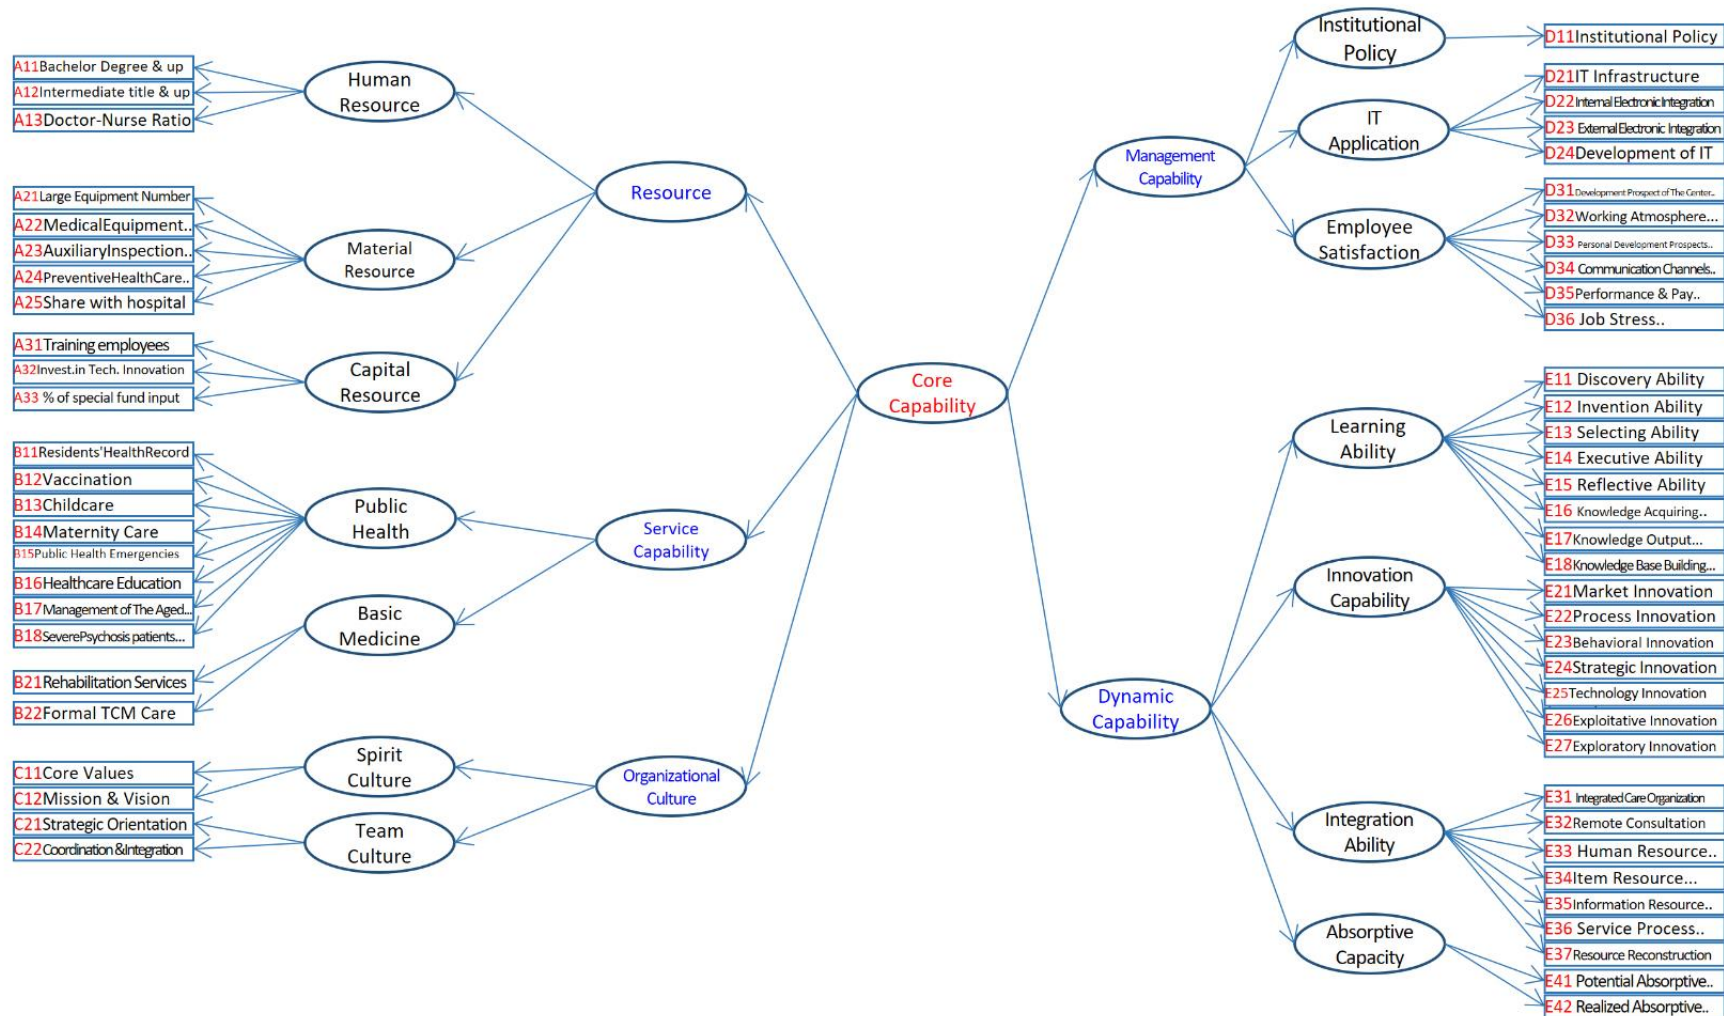 A11Bachelor Degree & up
A12Intermediate title & up
A13Doctor-Nurse Ratio
Human
Resource
A21Large Equipment Number
A22MedicalEquipment..
A23AuxiliaryInspection..
A24PreventiveHealthCare..
A25Share with hospital
Material
Resource
A31Training employees
A32Invest.in Tech. Innovation
A33 % of special fund input
Capital
Resource
Resource
B11Residents'HealthRecord
B12Vaccination
B13Childcare
B14Maternity Care
B15Public Health Emergencies
B16Healthcare Education
B17Management of The Aged...
B18SeverePsychosis patients...
Public
Health
B21Rehabilitation Services
B22Formal TCM Care
Basic
Medicine
Service
Capability
C11Core Values
C12Mission & Vision
C21Strategic Orientation
C22Coordination &Integration
Spirit
Culture
Team
Culture
Organizational
Culture
Core
Capability
Management
Capability
Institutional
Policy
D11Institutional Policy
IT
Application
D21IT Infrastructure
D22Internal Electronic Integration
D23 External Electronic Integration
D24Development of IT
Employee
Satisfaction
D31Development Prospect of The Center..
D32Working Atmosphere...
D33 Personal Development Prospects..
D34 Communication Channels..
D35Performance & Pay..
D36 Job Stress..
Dynamic
Capability
Learning
Ability
E11 Discovery Ability
E12 Invention Ability
E13 Selecting Ability
E14 Executive Ability
E15 Reflective Ability
E16 Knowledge Acquiring..
E17Knowledge Output...
E18Knowledge Base Building...
Innovation
Capability
E21Market Innovation
E22Process Innovation
E23Behavioral Innovation
E24Strategic Innovation
E25Technology Innovation
E26Exploitative Innovation
E27Exploratory Innovation
Integration
Ability
E31 Integrated Care Organization
E32Remote Consultation
E33 Human Resource..
E34Item Resource...
E35Information Resource..
E36 Service Process..
E37Resource Reconstruction
Absorptive
Capacity
E41 Potential Absorptive..
E42 Realized Absorptive..